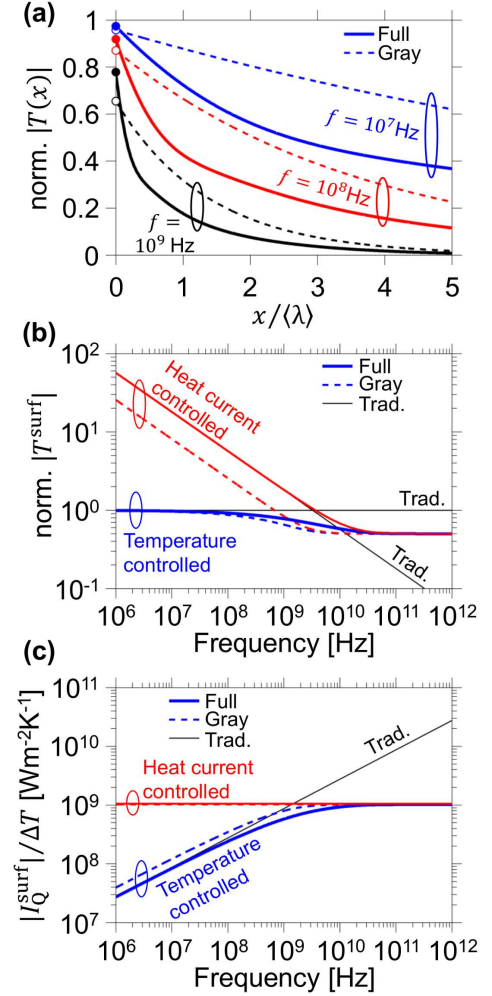 (a)
1
0.8
0.6
0.4
0.2
0
norm. |T(x)|
Full
Gray
f = 10⁷Hz
f = 10⁸Hz
f =
10⁹ Hz
0 1 2 3 4 5
x/⟨λ⟩
(b)
10²
10¹
10⁰
10⁻¹
norm. |Tˢᵘʳᶠ|
Heat current
controlled
Full
Gray
Trad.
Trad.
Temperature
controlled
Trad.
10⁶ 10⁷ 10⁸ 10⁹ 10¹⁰ 10¹¹ 10¹²
Frequency [Hz]
(c)
10¹¹
10¹⁰
10⁹
10⁸
10⁷
|I_Q^surf|/ΔT [Wm⁻²K⁻¹]
Full
Gray
Trad.
Trad.
Heat current
controlled
Temperature
controlled
10⁶ 10⁷ 10⁸ 10⁹ 10¹⁰ 10¹¹ 10¹²
Frequency [Hz]